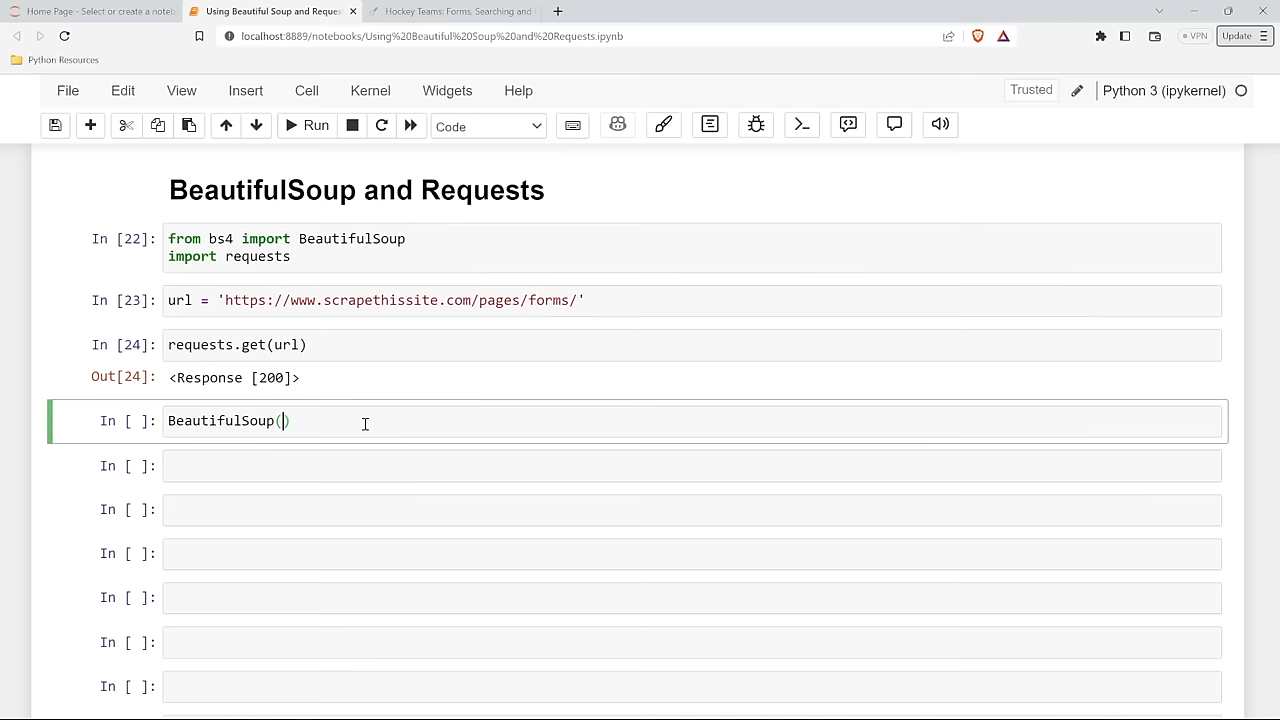 Home Page - Select or create a noteb
Using Beautiful Soup and Reques
Hockey Teams: Forms, Searching and
localhost:8889/notebooks/Using%20Beautiful%20Soup%20and%20Requests.ipynb
VPN
Update
Python Resources
File Edit View Insert Cell Kernel Widgets Help
Trusted
Python 3 (ipykernel)
Run
Code
BeautifulSoup and Requests
In [22]: from bs4 import BeautifulSoup
import requests
In [23]: url = 'https://www.scrapethissite.com/pages/forms/'
In [24]: requests.get(url)
Out[24]: <Response [200]>
In [ ]: BeautifulSoup()
In [ ]:
In [ ]:
In [ ]:
In [ ]:
In [ ]:
In [ ]: